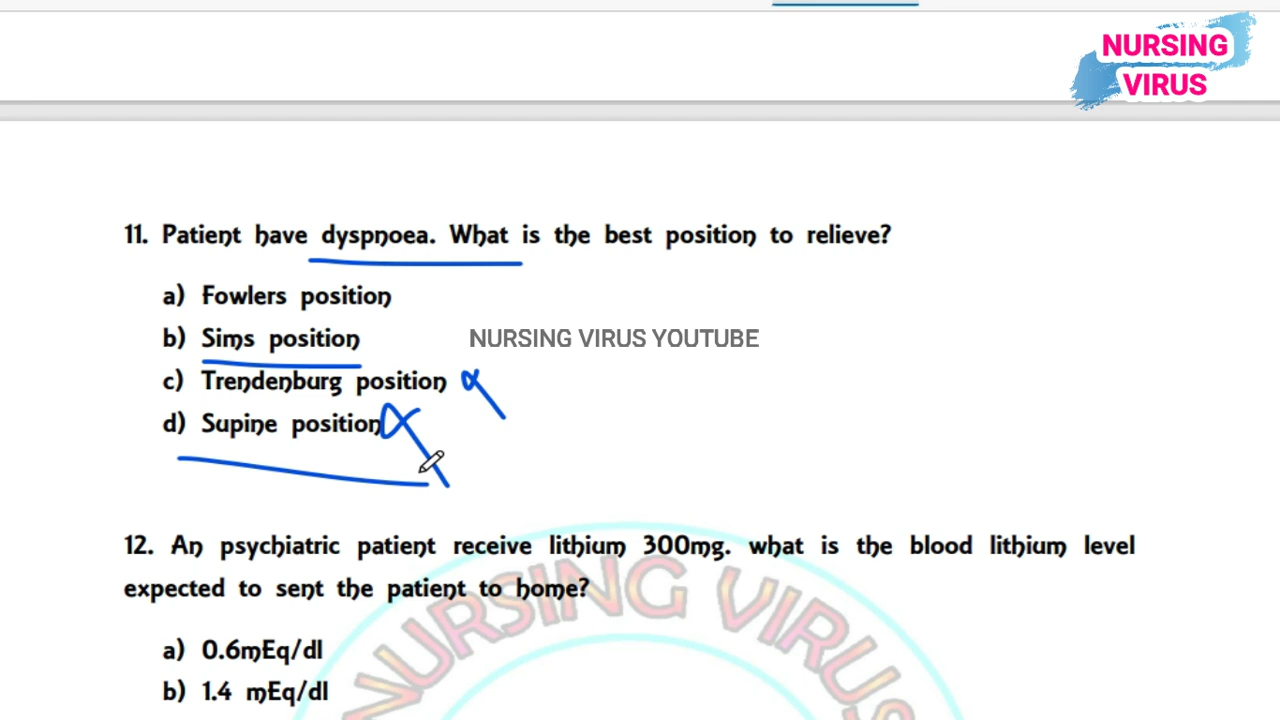 NURSING
VIRUS
11. Patient have dyspnoea. What is the best position to relieve?
a) Fowlers position
b) Sims position
NURSING VIRUS YOUTUBE
c) Trendenburg position
d) Supine position
12. An psychiatric patient receive lithium 300mg. what is the blood lithium level
expected to sent the patient to home?
NURSING VIRUS
a) 0.6mEq/dl
b) 1.4 mEq/dl